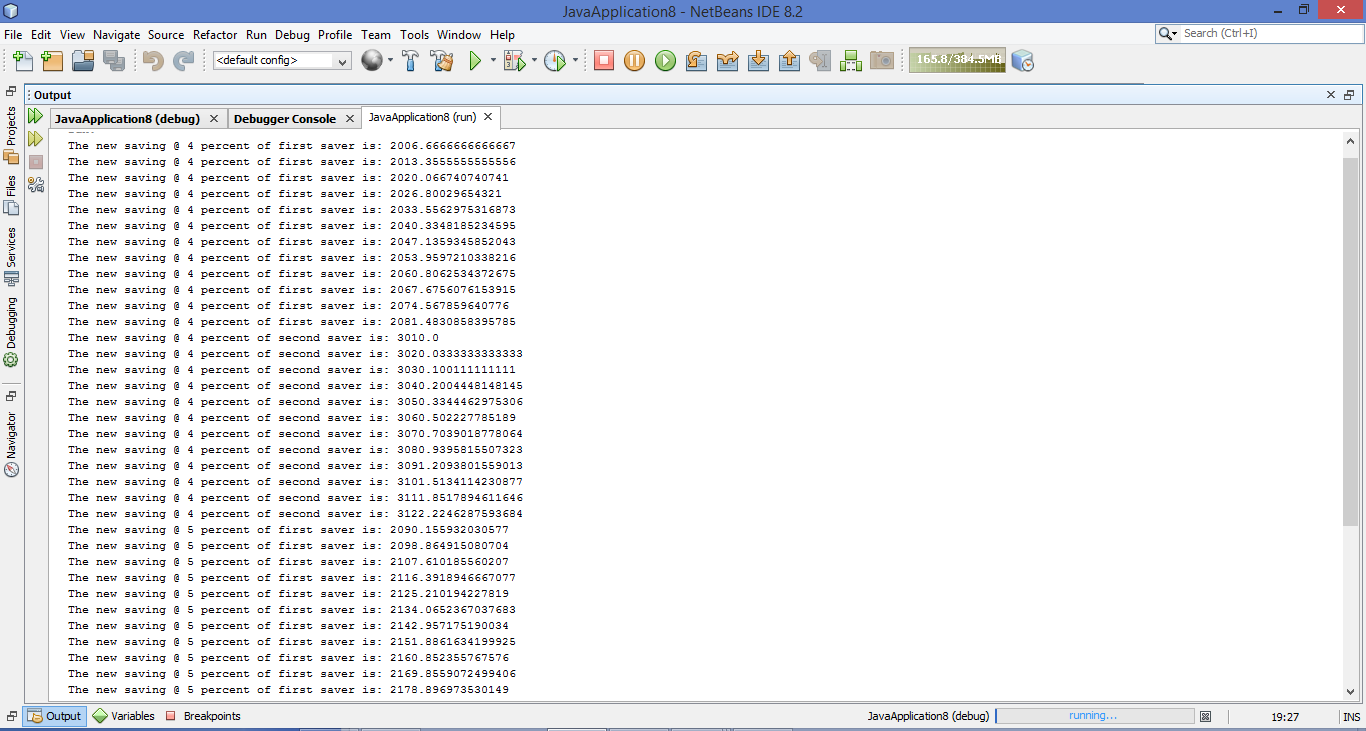 JavaApplication8 - NetBeans IDE 8.2
File Edit View Navigate Source Refactor Run Debug Profile Team Tools Window Help
Search (Ctrl+I)
<default config>
165.8/384.5MB
Output
JavaApplication8 (debug) Debugger Console JavaApplication8 (run)
Projects
Files
Services
Debugging
Navigator
The new saving @ 4 percent of first saver is: 2006.6666666666667
The new saving @ 4 percent of first saver is: 2013.3555555555556
The new saving @ 4 percent of first saver is: 2020.066740740741
The new saving @ 4 percent of first saver is: 2026.80029654321
The new saving @ 4 percent of first saver is: 2033.5562975316873
The new saving @ 4 percent of first saver is: 2040.3348185234595
The new saving @ 4 percent of first saver is: 2047.1359345852043
The new saving @ 4 percent of first saver is: 2053.9597210338216
The new saving @ 4 percent of first saver is: 2060.8062534372675
The new saving @ 4 percent of first saver is: 2067.6756076153915
The new saving @ 4 percent of first saver is: 2074.567859640776
The new saving @ 4 percent of first saver is: 2081.4830858395785
The new saving @ 4 percent of second saver is: 3010.0
The new saving @ 4 percent of second saver is: 3020.0333333333333
The new saving @ 4 percent of second saver is: 3030.100111111111
The new saving @ 4 percent of second saver is: 3040.2004448148145
The new saving @ 4 percent of second saver is: 3050.3344462975306
The new saving @ 4 percent of second saver is: 3060.502227785189
The new saving @ 4 percent of second saver is: 3070.7039018778064
The new saving @ 4 percent of second saver is: 3080.9395815507323
The new saving @ 4 percent of second saver is: 3091.2093801559013
The new saving @ 4 percent of second saver is: 3101.5134114230877
The new saving @ 4 percent of second saver is: 3111.8517894611646
The new saving @ 4 percent of second saver is: 3122.2246287593684
The new saving @ 5 percent of first saver is: 2090.155932030577
The new saving @ 5 percent of first saver is: 2098.864915080704
The new saving @ 5 percent of first saver is: 2107.610185560207
The new saving @ 5 percent of first saver is: 2116.3918946667077
The new saving @ 5 percent of first saver is: 2125.210194227819
The new saving @ 5 percent of first saver is: 2134.0652367037683
The new saving @ 5 percent of first saver is: 2142.957175190034
The new saving @ 5 percent of first saver is: 2151.8861634199925
The new saving @ 5 percent of first saver is: 2160.852355767576
The new saving @ 5 percent of first saver is: 2169.8559072499406
The new saving @ 5 percent of first saver is: 2178.896973530149
Output Variables Breakpoints
JavaApplication8 (debug) running... 19:27 INS